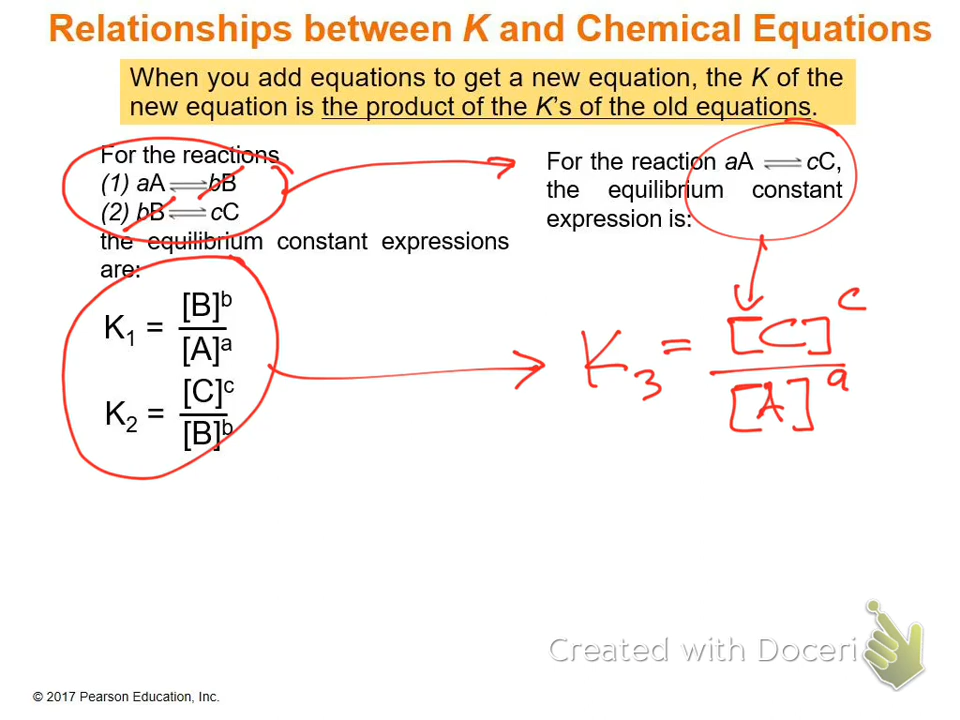 Relationships between K and Chemical Equations
When you add equations to get a new equation, the K of the
new equation is the product of the K's of the old equations.
For the reactions
(1) aA ⇌ bB
(2) bB ⇌ cC
the equilibrium constant expressions
are:
K₁ = [B]ᵇ / [A]ᵃ
K₂ = [C]ᶜ / [B]ᵇ
For the reaction aA ⇌ cC,
the equilibrium constant
expression is:
K₃ = [C]ᶜ / [A]ᵃ
Created with Doceri
© 2017 Pearson Education, Inc.